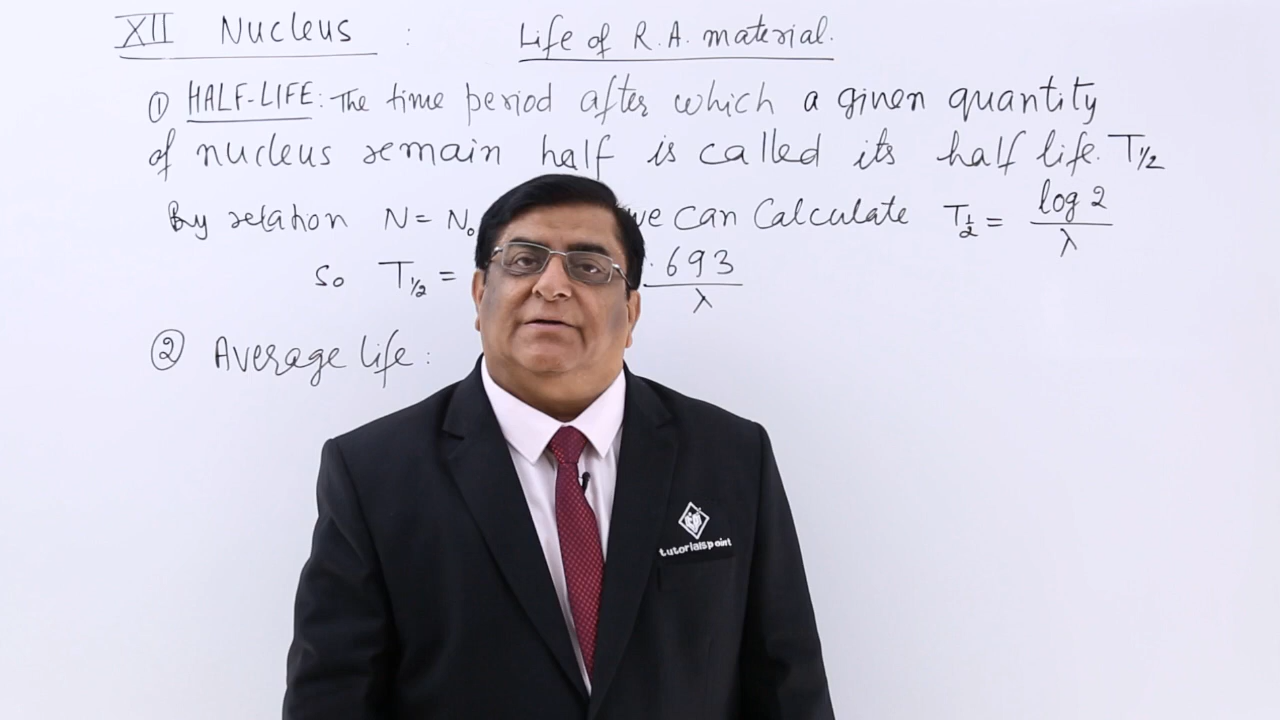 XII Nucleus : Life of R.A. material.
① HALF-LIFE: The time period after which a given quantity
of nucleus remain half is called its half life. T1/2
By relation N = N₀ we can Calculate T1/2 = log 2 / λ
So T1/2 = .693 / λ
② Average life:
tutorialspoint